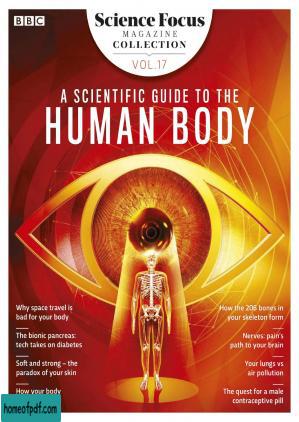 BBC
Science Focus
MAGAZINE
COLLECTION
VOL.17
A SCIENTIFIC GUIDE TO THE
HUMAN BODY
Why space travel is
bad for your body
The bionic pancreas:
tech takes on diabetes
Soft and strong – the
paradox of your skin
How your body
How the 206 bones in
your skeleton form
Nerves: pain's
path to your brain
Your lungs vs
air pollution
The quest for a male
contraceptive pill
homeofpdf.com